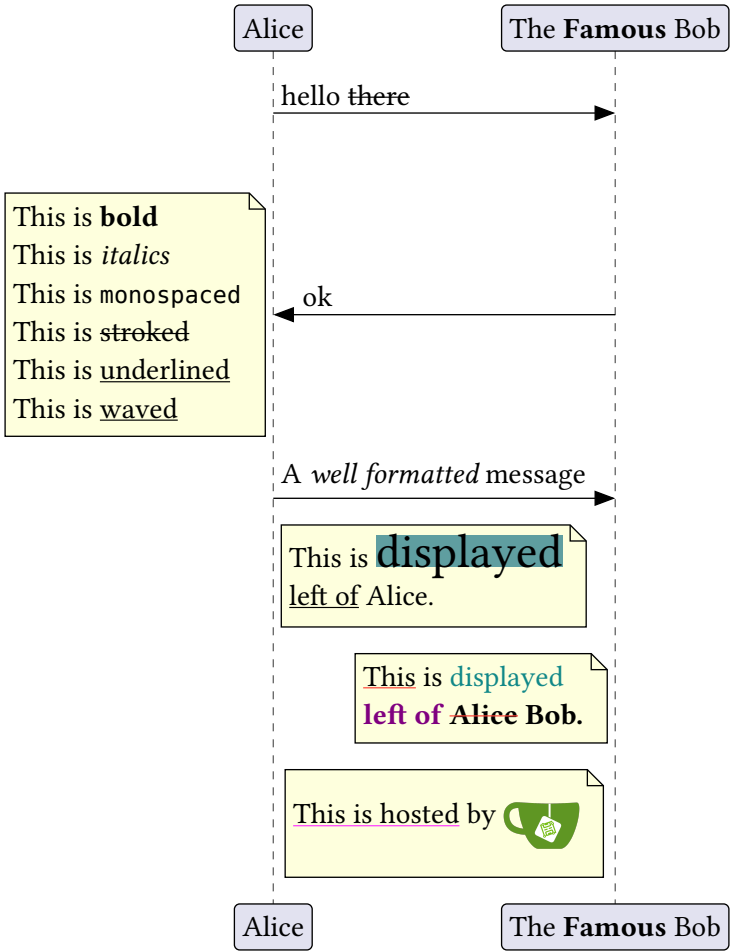 Alice
The Famous Bob
hello there
This is bold
This is italics
This is monospaced
This is stroked
This is underlined
This is waved
ok
A well formatted message
This is displayed
left of Alice.
This is displayed
left of Alice Bob.
This is hosted by
Alice
The Famous Bob